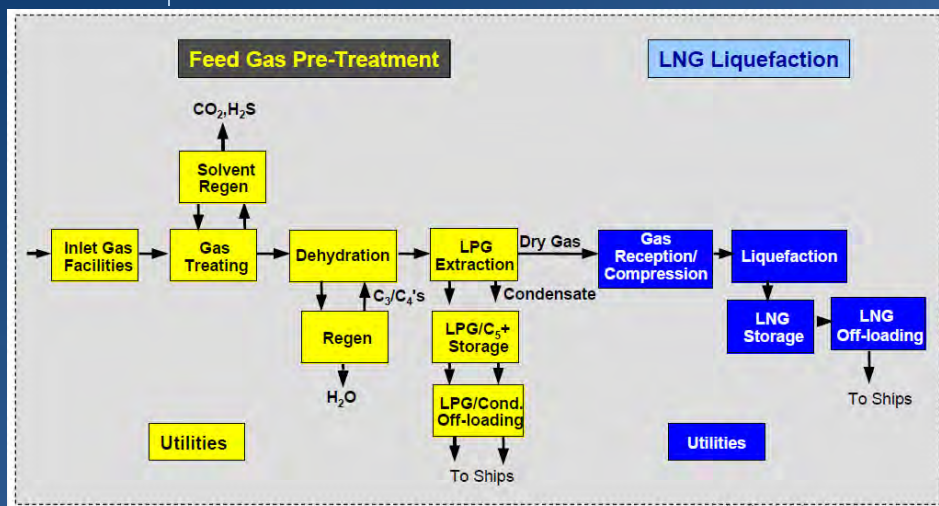 Feed Gas Pre-Treatment
LNG Liquefaction
CO₂,H₂S
Solvent
Regen
Inlet Gas
Facilities
Gas
Treating
Dehydration
LPG
Extraction
Dry Gas
Gas
Reception/
Compression
Liquefaction
C₃/C₄'s
Condensate
Regen
LPG/C₅+
Storage
LNG
Storage
LNG
Off-loading
H₂O
LPG/Cond.
Off-loading
To Ships
Utilities
Utilities
To Ships